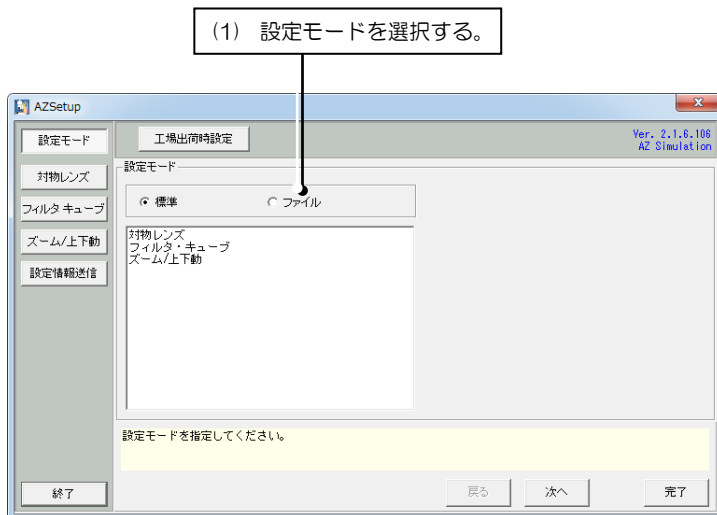 (1) 設定モードを選択する。
AZSetup
設定モード
工場出荷時設定
Ver. 2.1.6.106
AZ Simulation
対物レンズ
フィルタ キューブ
ズーム/上下動
設定情報送信
設定モード
標準
ファイル
対物レンズ
フィルタ・キューブ
ズーム/上下動
設定モードを指定してください。
終了
戻る
次へ
完了